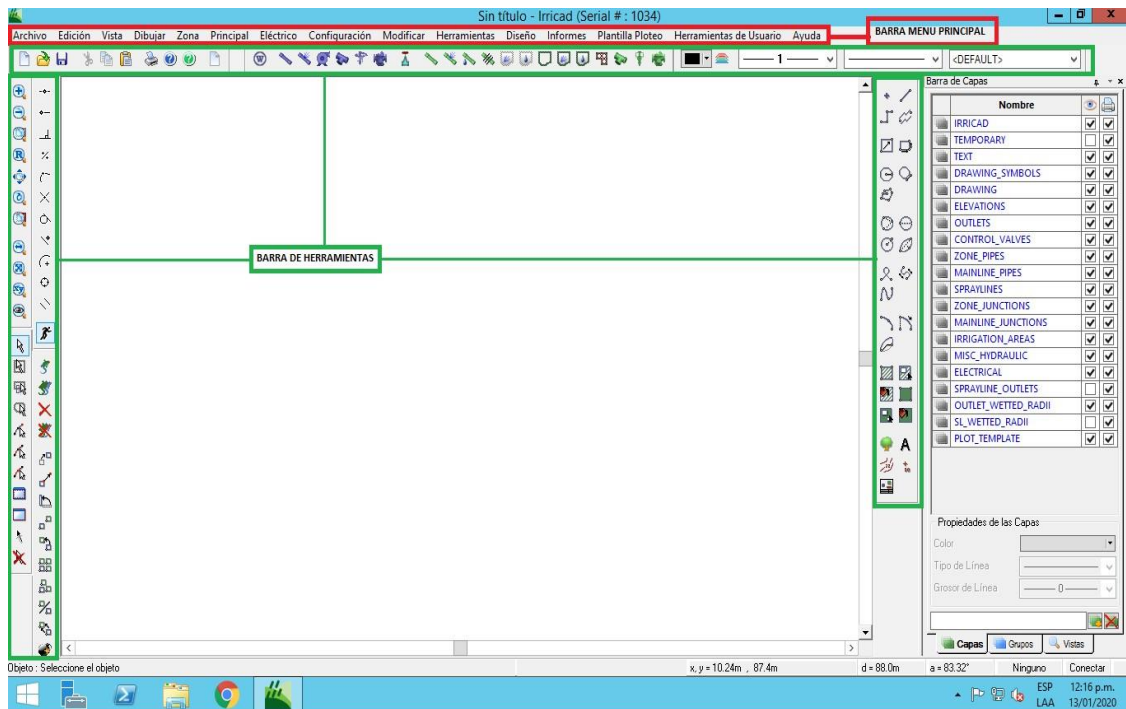 Sin título - Irricad (Serial # : 1034)
Archivo Edición Vista Dibujar Zona Principal Eléctrico Configuración Modificar Herramientas Diseño Informes Plantilla Ploteo Herramientas de Usuario Ayuda
BARRA MENU PRINCIPAL
1
<DEFAULT>
Barra de Capas
Nombre
IRRICAD
TEMPORARY
TEXT
DRAWING_SYMBOLS
DRAWING
ELEVATIONS
OUTLETS
CONTROL_VALVES
ZONE_PIPES
MAINLINE_PIPES
SPRAYLINES
ZONE_JUNCTIONS
MAINLINE_JUNCTIONS
IRRIGATION_AREAS
MISC_HYDRAULIC
ELECTRICAL
SPRAYLINE_OUTLETS
OUTLET_WETTED_RADII
SL_WETTED_RADII
PLOT_TEMPLATE
BARRA DE HERRAMIENTAS
A
Propiedades de las Capas
Color
Tipo de Línea
Grosor de Línea
0
Capas Grupos Vistas
Objeto : Seleccione el objeto
x, y = 10.24m , 87.4m
d = 88.0m
a = 83.32°
Ninguno
Conectar
ESP
LAA
12:16 p.m.
13/01/2020